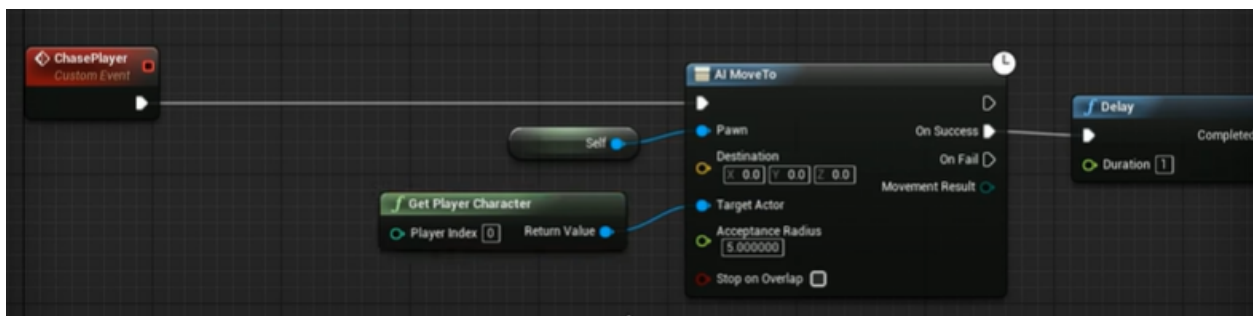 ChasePlayer
Custom Event
Self
f Get Player Character
Player Index 0
Return Value
AI MoveTo
Pawn
On Success
Destination
X 0.0 Y 0.0 Z 0.0
On Fail
Movement Result
Target Actor
Acceptance Radius
5.000000
Stop on Overlap
f Delay
Completed
Duration 1